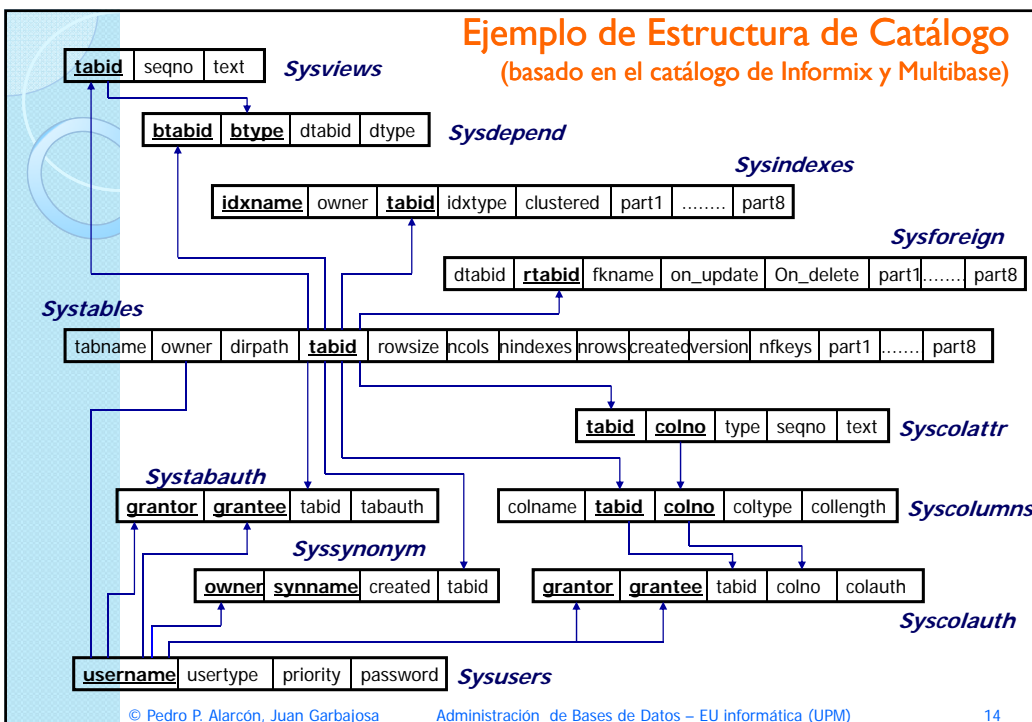 Ejemplo de Estructura de Catálogo
(basado en el catálogo de Informix y Multibase)
tabid seqno text Sysviews
btabid btype dtabid dtype Sysdepend
Sysindexes
idxname owner tabid idxtype clustered part1 ........ part8
Sysforeign
dtabid rtabid fkname on_update On_delete part1 ........ part8
Systables
tabname owner dirpath tabid rowsize ncols nindexes nrows created version nfkeys part1 ....... part8
tabid colno type seqno text Syscolattr
Systabauth
grantor grantee tabid tabauth
colname tabid colno coltype collength Syscolumns
Syssynonym
owner synname created tabid
grantor grantee tabid colno colauth
Syscolauth
username usertype priority password Sysusers
© Pedro P. Alarcón, Juan Garbajosa Administración de Bases de Datos – EU informática (UPM) 14